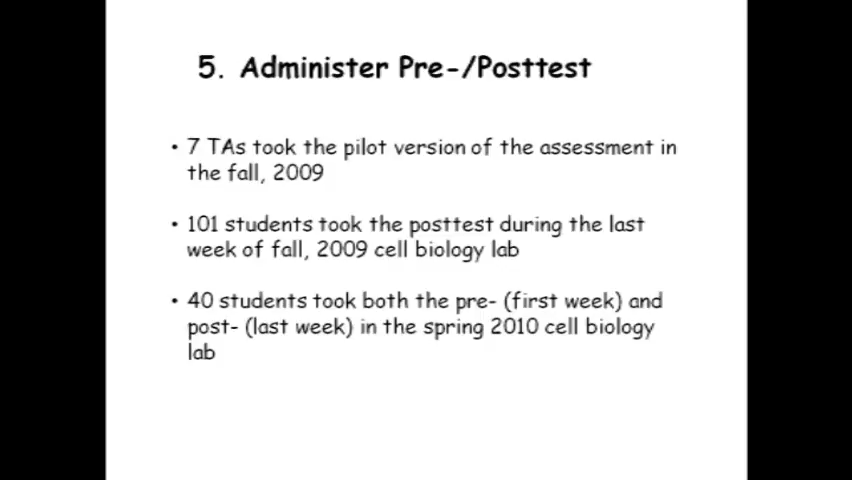 5. Administer Pre-/Posttest
• 7 TAs took the pilot version of the assessment in
the fall, 2009
• 101 students took the posttest during the last
week of fall, 2009 cell biology lab
• 40 students took both the pre- (first week) and
post- (last week) in the spring 2010 cell biology
lab